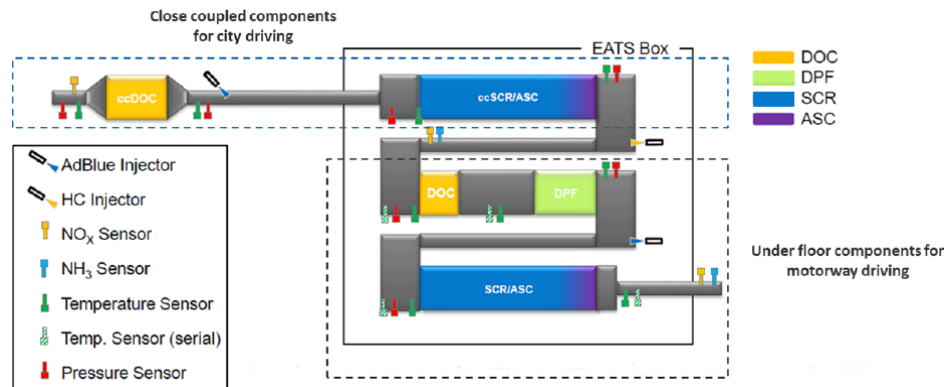 Close coupled components
for city driving
EATS Box
DOC
DPF
SCR
ASC
ccDOC
ccSCR/ASC
AdBlue Injector
HC Injector
NOX Sensor
NH3 Sensor
Temperature Sensor
Temp. Sensor (serial)
Pressure Sensor
DOC
DPF
SCR/ASC
Under floor components for
motorway driving